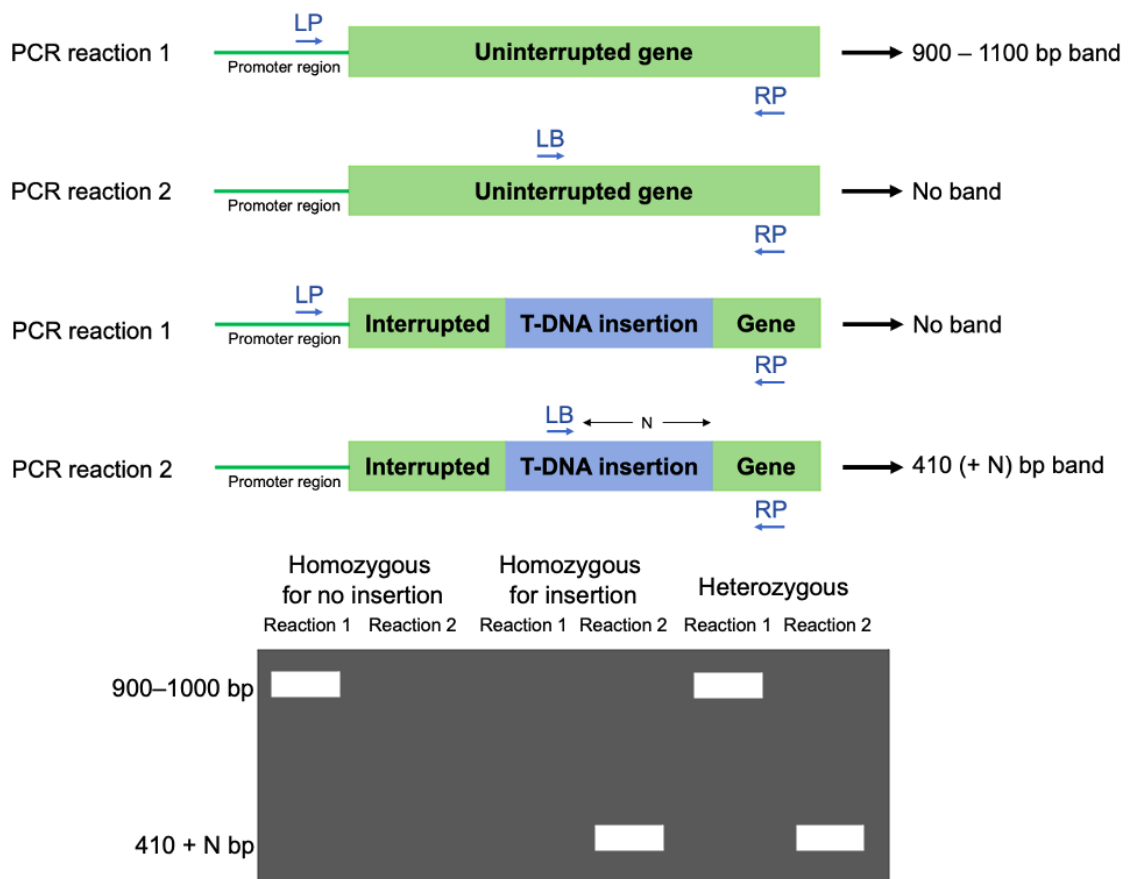 LP
PCR reaction 1
Promoter region
Uninterrupted gene
900 – 1100 bp band
RP
LB
PCR reaction 2
Promoter region
Uninterrupted gene
No band
RP
LP
PCR reaction 1
Promoter region
Interrupted
T-DNA insertion
Gene
No band
RP
LB
N
PCR reaction 2
Promoter region
Interrupted
T-DNA insertion
Gene
410 (+ N) bp band
RP
Homozygous
for no insertion
Homozygous
for insertion
Heterozygous
Reaction 1 Reaction 2 Reaction 1 Reaction 2 Reaction 1 Reaction 2
900–1000 bp
410 + N bp